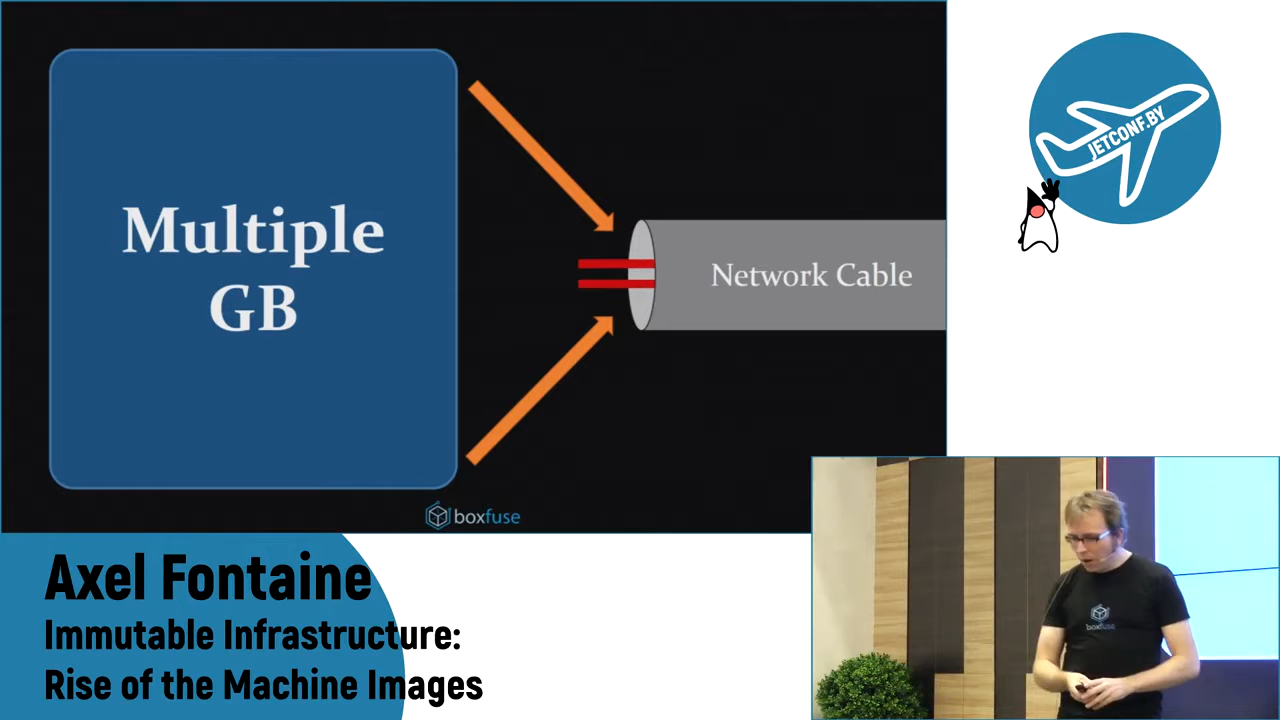 Multiple
GB
Network Cable
boxfuse
JETCONF.BY
Axel Fontaine
Immutable Infrastructure:
Rise of the Machine Images
boxfuse